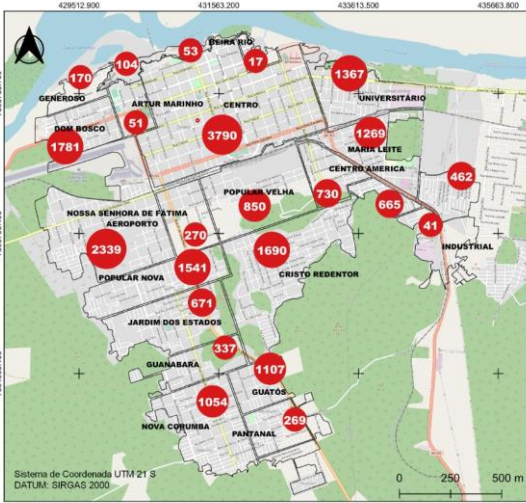 429512.900 431563.200 433613.500 435663.800
BEIRA RIO
53
17
104
170
1367
GENEROSO
ARTUR MARINHO
CENTRO
UNIVERSITÁRIO
51
DOM BOSCO
3790
1269
1781
MARIA LEITE
CENTRO AMERICA
462
POPULAR VELHA
730
850
665
NOSSA SENHORA DE FÁTIMA
AEROPORTO
41
270
2339
1690
INDUSTRIAL
1541
CRISTO REDENTOR
POPULAR NOVA
671
JARDIM DOS ESTADOS
337
GUANABARA
1107
GUATÓS
1054
269
NOVA CORUMBA
PANTANAL
Sistema de Coordenada UTM 21 S
DATUM: SIRGAS 2000
0 250 500 m